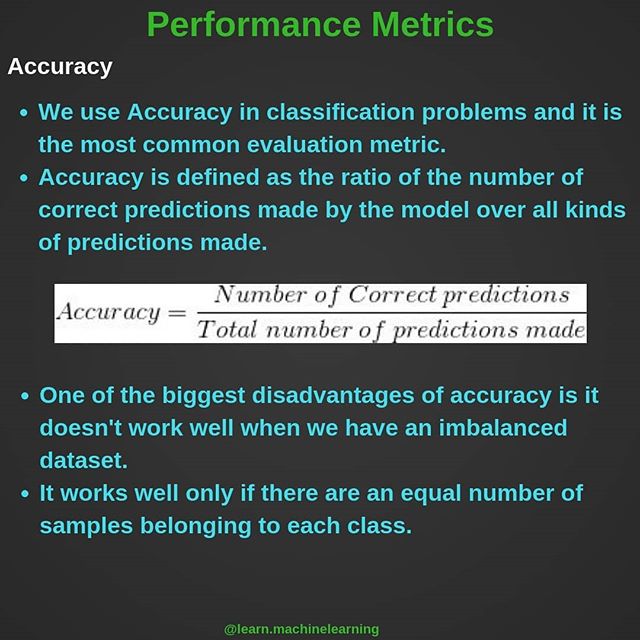 Performance Metrics
Accuracy
• We use Accuracy in classification problems and it is
the most common evaluation metric.
• Accuracy is defined as the ratio of the number of
correct predictions made by the model over all kinds
of predictions made.
Accuracy = Number of Correct predictions
Total number of predictions made
• One of the biggest disadvantages of accuracy is it
doesn't work well when we have an imbalanced
dataset.
• It works well only if there are an equal number of
samples belonging to each class.
@learn.machinelearning